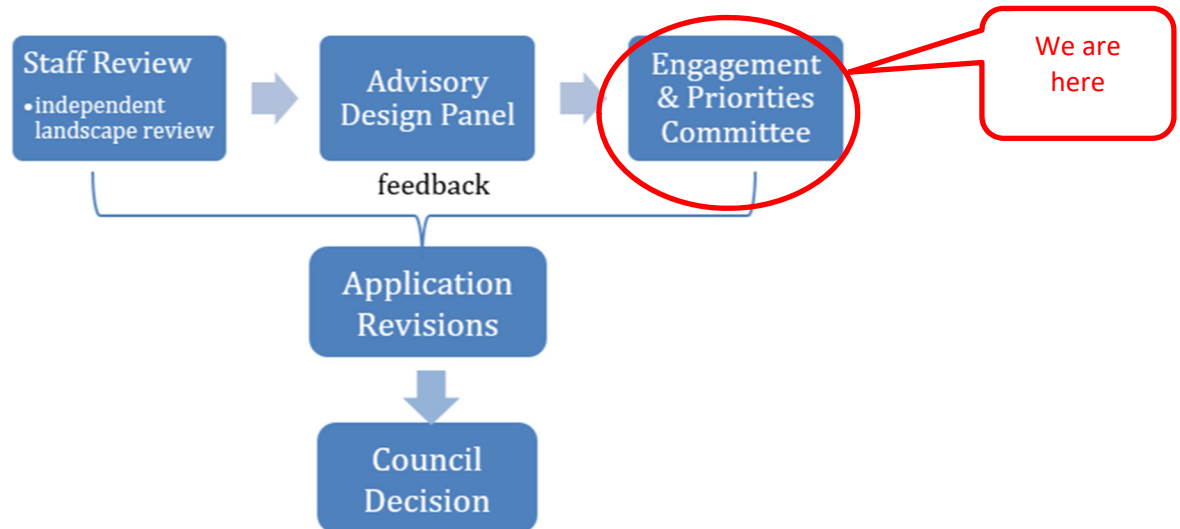 Staff Review
•independent
landscape review
Advisory
Design Panel
Engagement
& Priorities
Committee
We are
here
feedback
Application
Revisions
Council
Decision